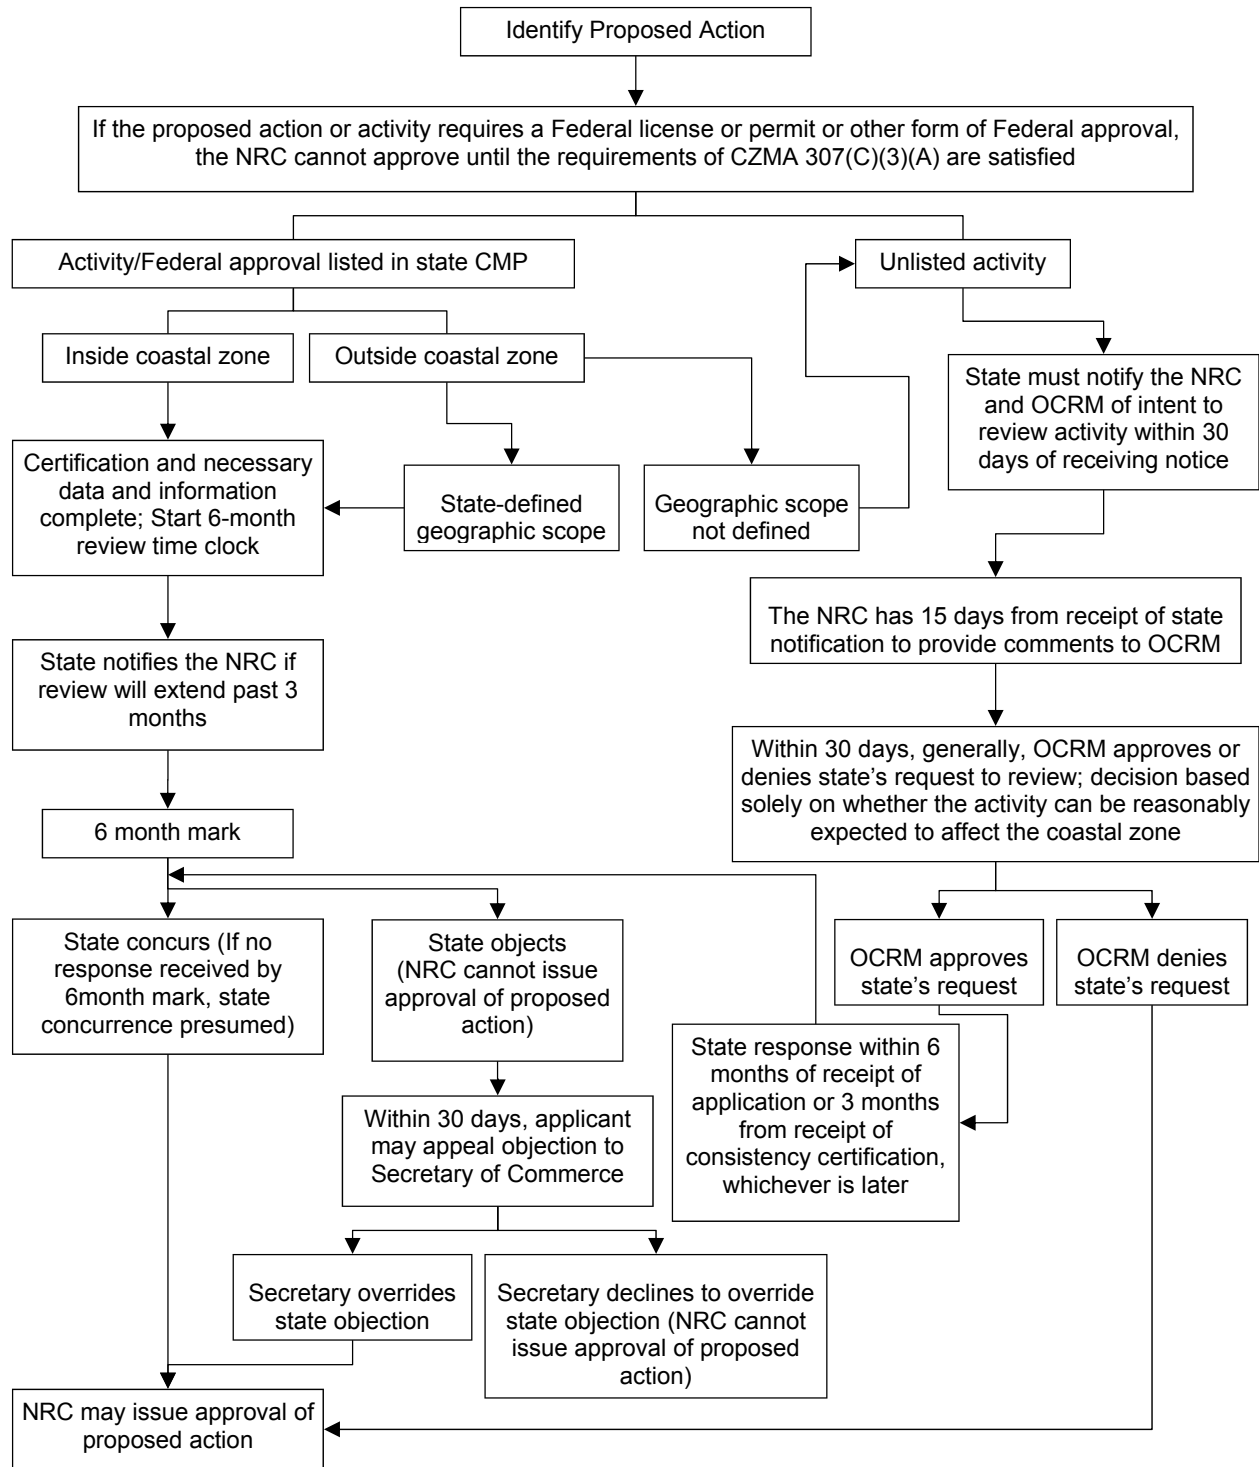 Identify Proposed Action
If the proposed action or activity requires a Federal license or permit or other form of Federal approval,
the NRC cannot approve until the requirements of CZMA 307(C)(3)(A) are satisfied
Activity/Federal approval listed in state CMP
Unlisted activity
Inside coastal zone
Outside coastal zone
State must notify the NRC
and OCRM of intent to
review activity within 30
days of receiving notice
Certification and necessary
data and information
complete; Start 6-month
review time clock
State-defined
geographic scope
Geographic scope
not defined
The NRC has 15 days from receipt of state
notification to provide comments to OCRM
State notifies the NRC if
review will extend past 3
months
Within 30 days, generally, OCRM approves or
denies state's request to review; decision based
solely on whether the activity can be reasonably
expected to affect the coastal zone
6 month mark
State concurs (If no
response received by
6month mark, state
concurrence presumed)
State objects
(NRC cannot issue
approval of proposed
action)
OCRM approves
state's request
OCRM denies
state's request
State response within 6
months of receipt of
application or 3 months
from receipt of
consistency certification,
whichever is later
Within 30 days, applicant
may appeal objection to
Secretary of Commerce
Secretary overrides
state objection
Secretary declines to override
state objection (NRC cannot
issue approval of proposed
action)
NRC may issue approval of
proposed action